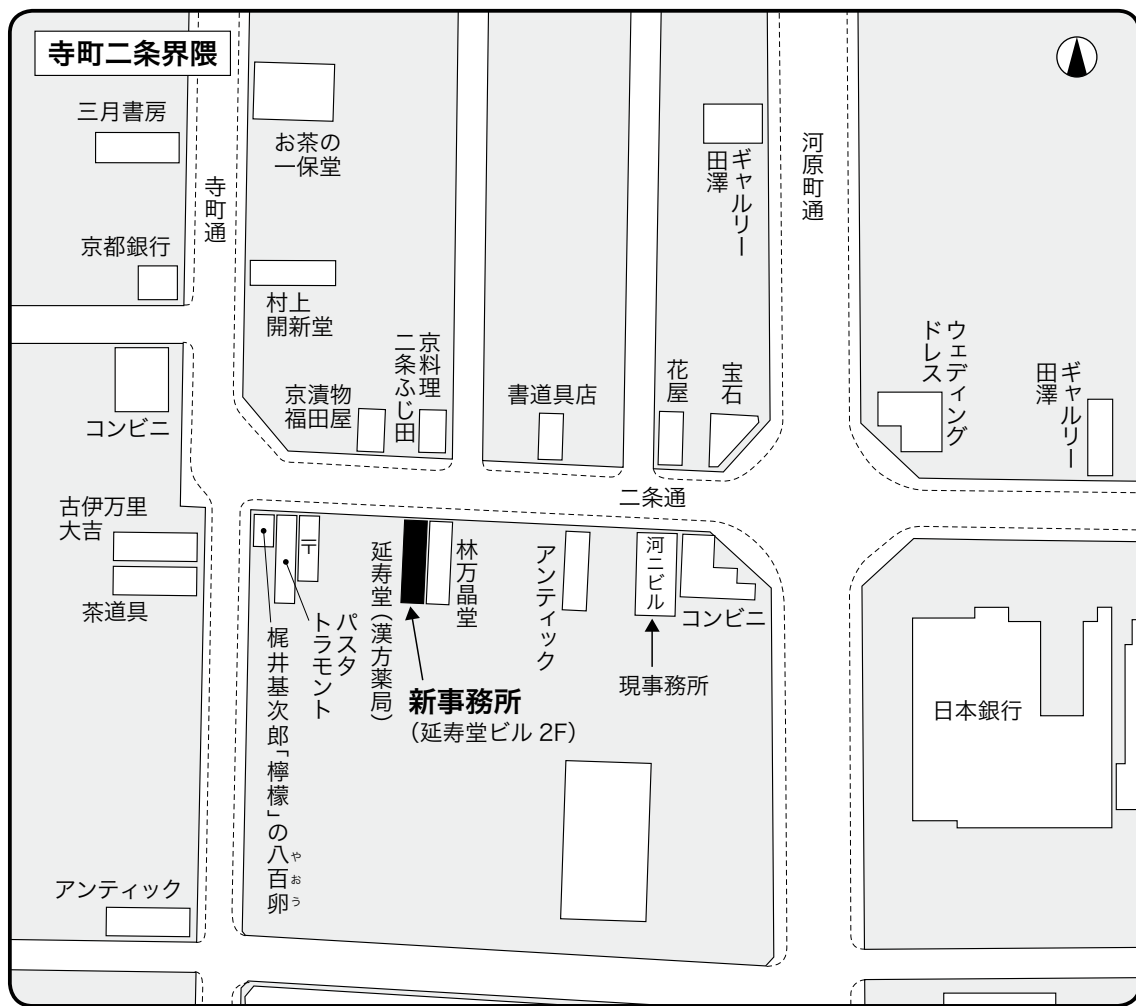 寺町二条界隈
三月書房
お茶の
一保堂
寺町通
河原町通
ギャルリー
田澤
京都銀行
村上
開新堂
京料理
二条ふじ田
京漬物
福田屋
書道具店
花屋
宝石
ウェディング
ドレス
ギャルリー
田澤
コンビニ
二条通
古伊万里
大吉
茶道具
〒
パスタ
トラモント
梶井基次郎「檸檬」の八百卵
やおう
延寿堂(漢方薬局)
林万晶堂
アンティック
河二ビル
コンビニ
現事務所
新事務所
(延寿堂ビル 2F)
日本銀行
アンティック